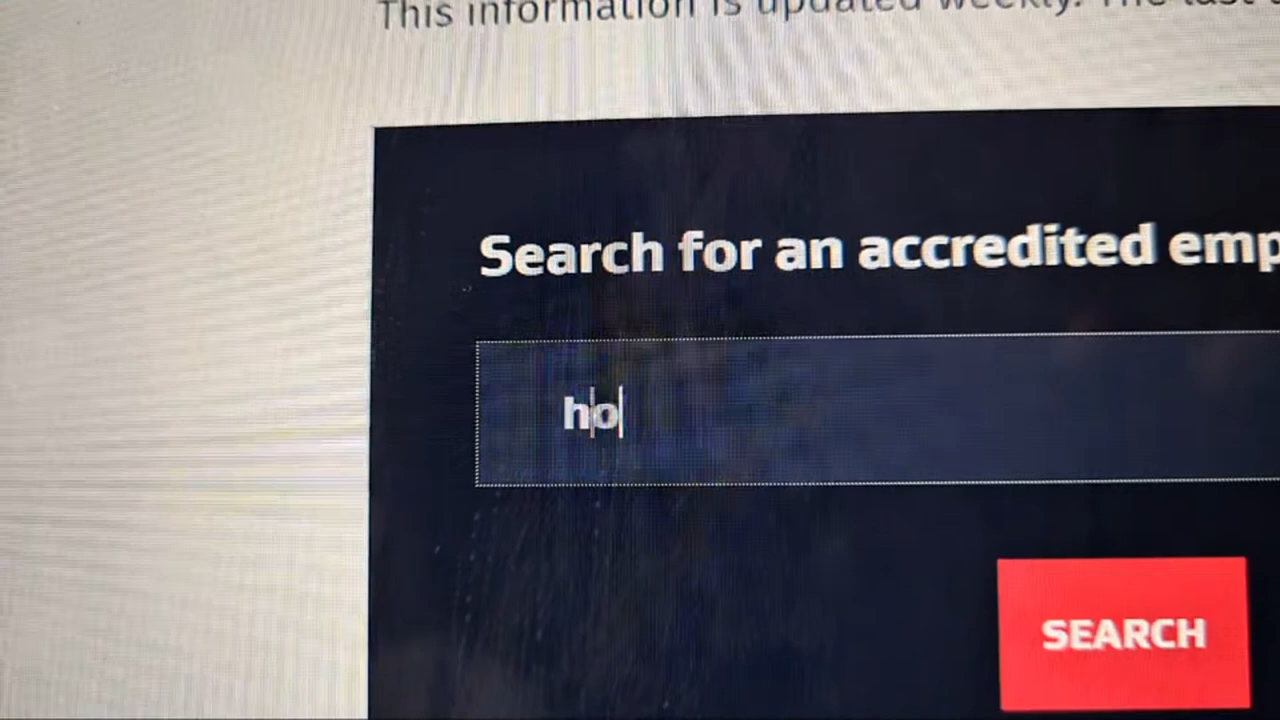 This information is updated weekly. The last
Search for an accredited emp
ho
SEARCH